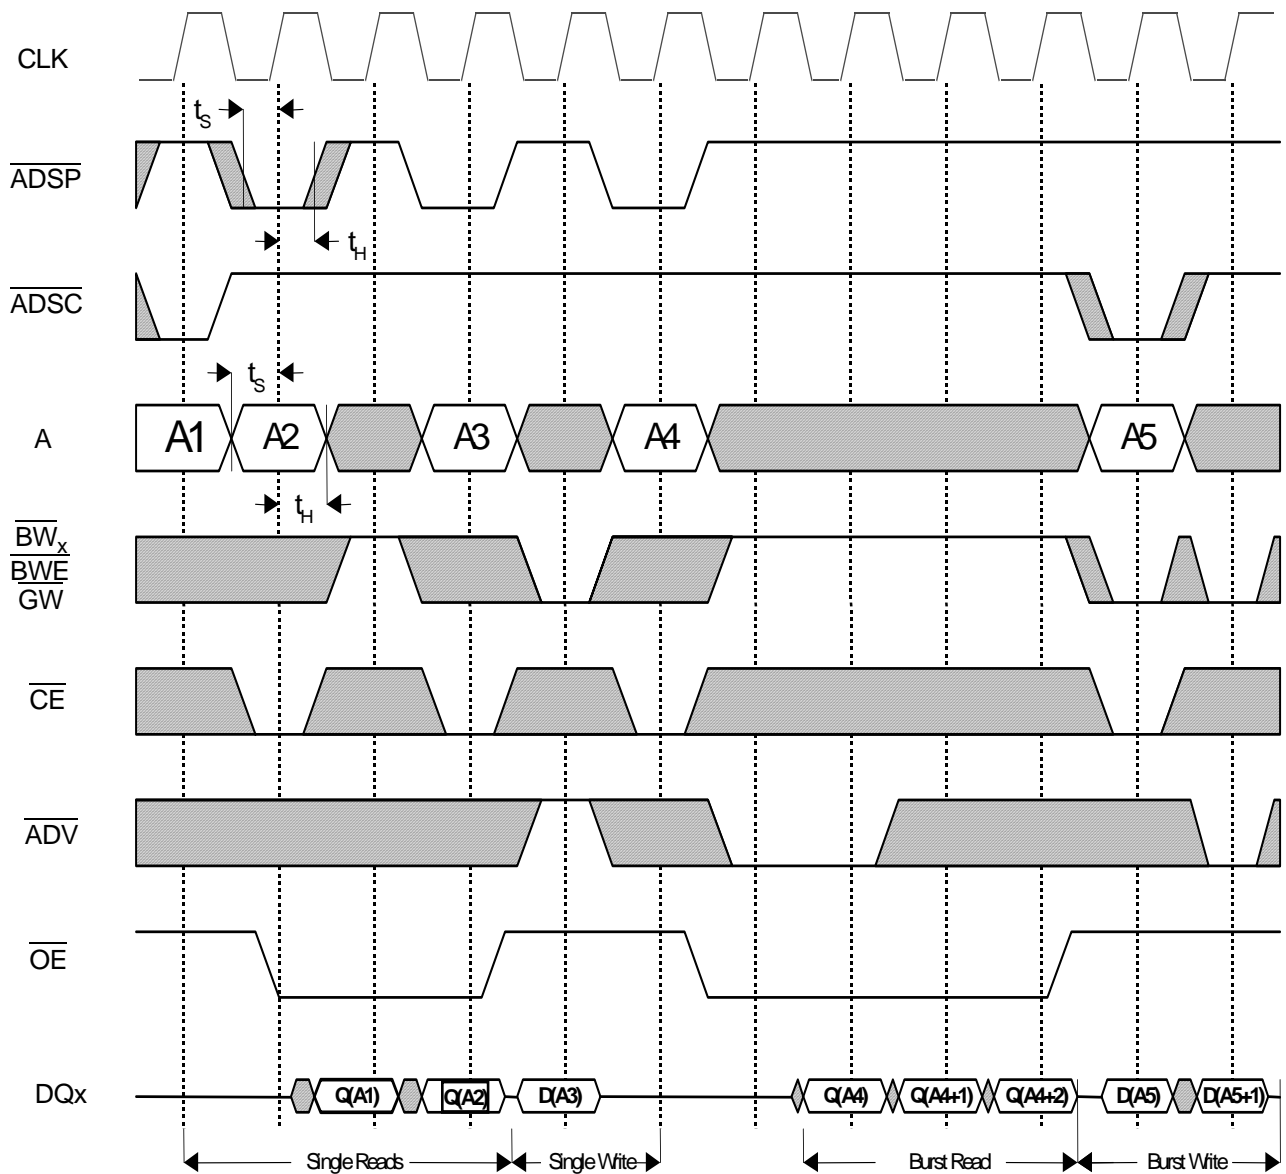 CLK
tS
ADSP
tH
ADSC
tS
A A1 A2 A3 A4 A5
tH
BWx
BWE
GW
CE
ADV
OE
DQx Q(A1) Q(A2) D(A3) Q(A4) Q(A4+1) Q(A4+2) D(A5) D(A5+1)
Single Reads Single Write Burst Read Burst Write